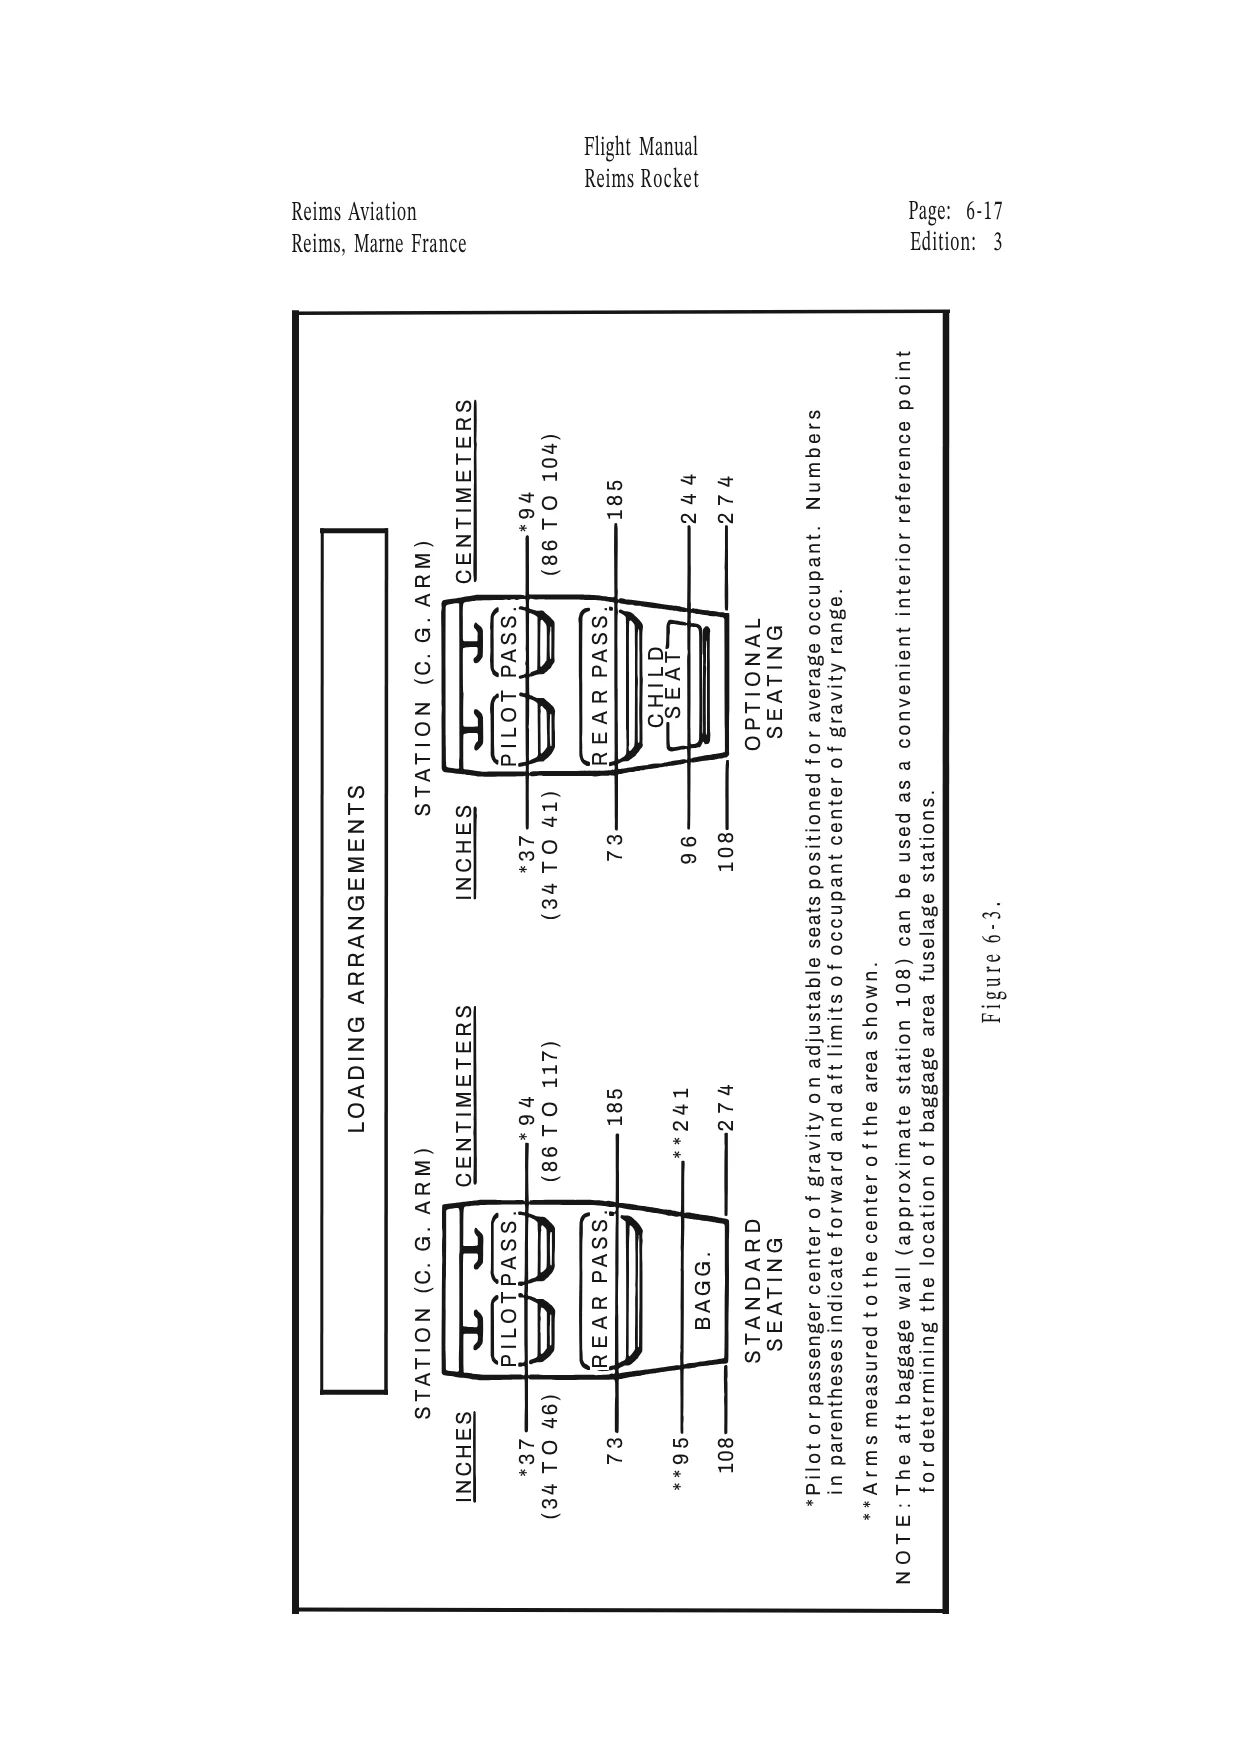 Flight Manual
Reims Rocket
Reims Aviation
Reims, Marne France
Page: 6-17
Edition: 3
LOADING ARRANGEMENTS
STATION (C. G. ARM)
INCHES
CENTIMETERS
*37
*94
(34 TO 46)
(86 TO 117)
PILOT
PASS.
73
185
REAR PASS.
**95
**241
BAGG.
108
274
STANDARD
SEATING
STATION (C. G. ARM)
INCHES
CENTIMETERS
*37
*94
(34 TO 41)
(86 TO 104)
PILOT
PASS.
73
185
REAR PASS.
CHILD
SEAT
96
244
108
274
OPTIONAL
SEATING
*Pilot or passenger center of gravity on adjustable seats positioned for average occupant. Numbers
in parentheses indicate forward and aft limits of occupant center of gravity range.
**Arms measured to the center of the area shown.
NOTE: The aft baggage wall (approximate station 108) can be used as a convenient interior reference point
for determining the location of baggage area fuselage stations.
Figure 6-3.